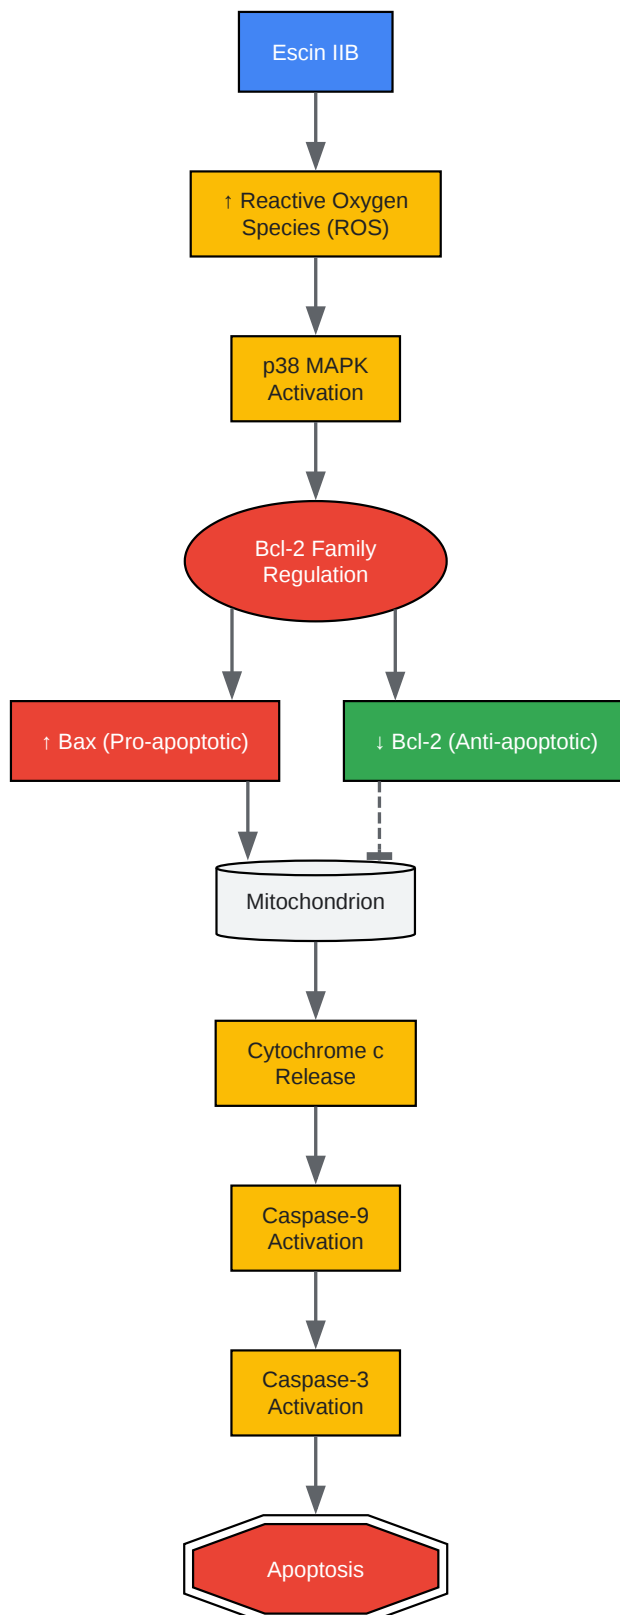 Escin IIB
↑ Reactive Oxygen
Species (ROS)
p38 MAPK
Activation
Bcl-2 Family
Regulation
↑ Bax (Pro-apoptotic)
↓ Bcl-2 (Anti-apoptotic)
Mitochondrion
Cytochrome c
Release
Caspase-9
Activation
Caspase-3
Activation
Apoptosis